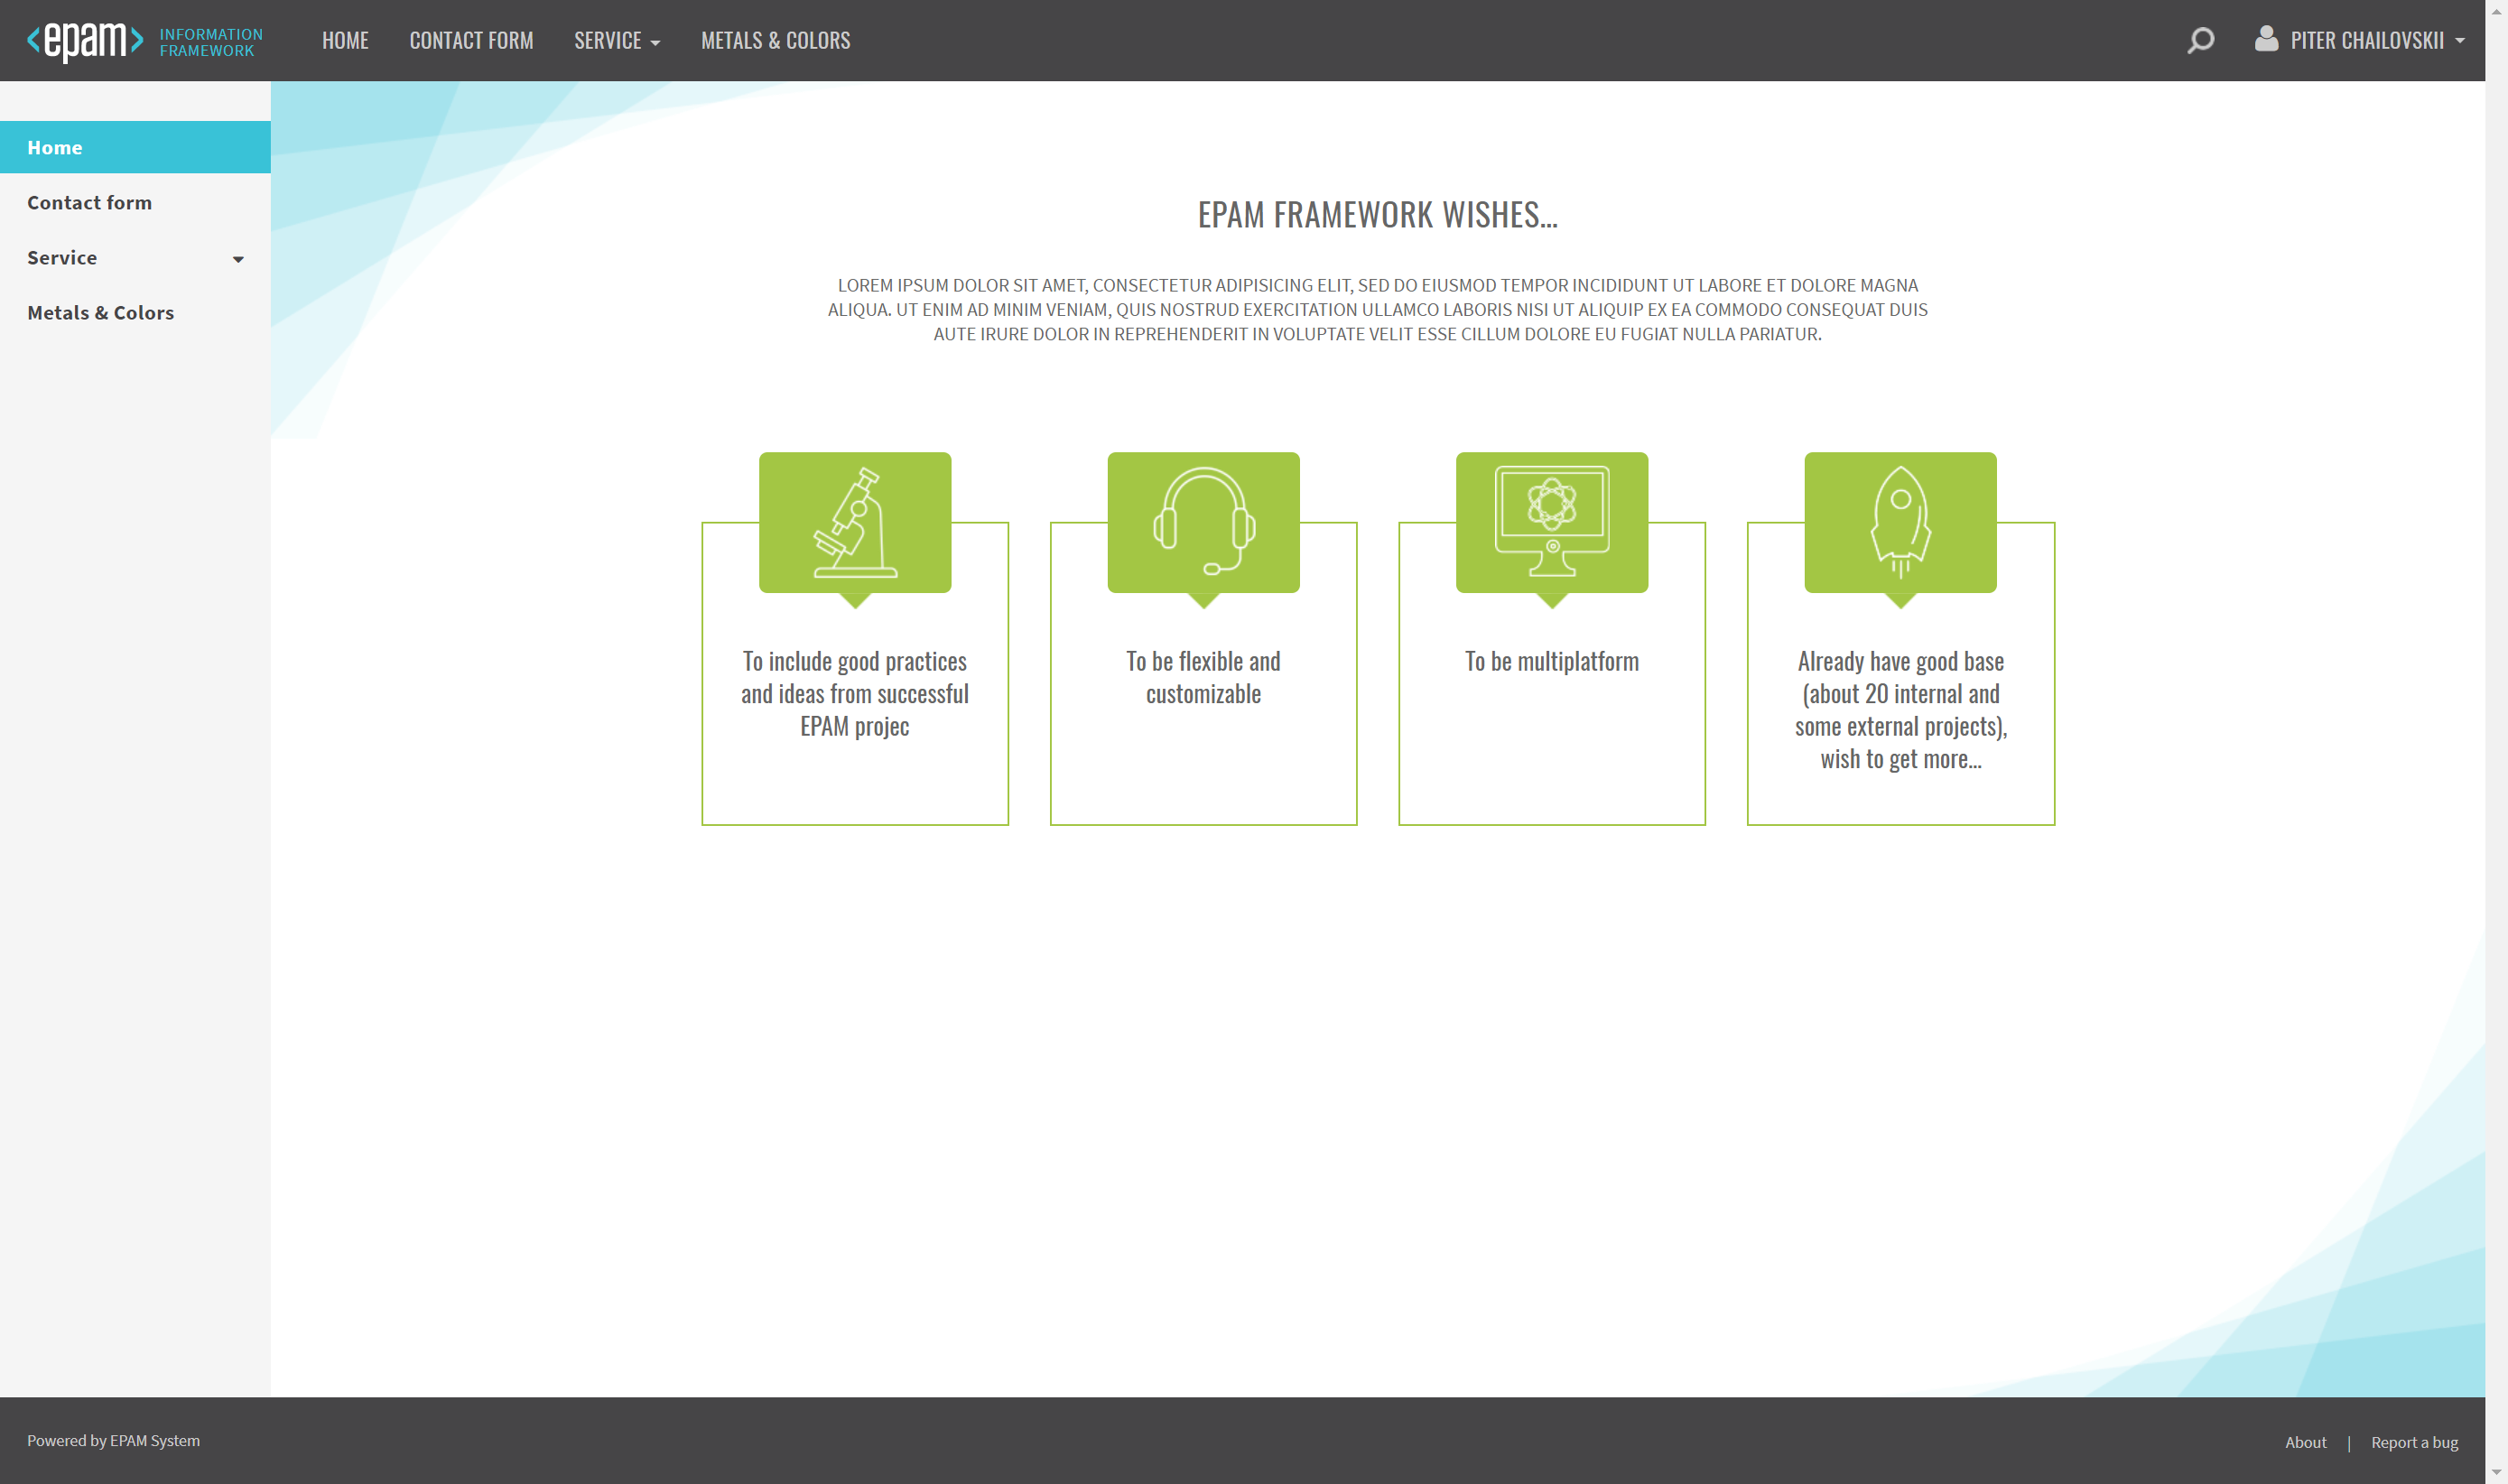 epam INFORMATION FRAMEWORK
HOME CONTACT FORM SERVICE METALS & COLORS
PITER CHAILOVSKII
Home
Contact form
Service
Metals & Colors
EPAM FRAMEWORK WISHES…
LOREM IPSUM DOLOR SIT AMET, CONSECTETUR ADIPISICING ELIT, SED DO EIUSMOD TEMPOR INCIDIDUNT UT LABORE ET DOLORE MAGNA
ALIQUA. UT ENIM AD MINIM VENIAM, QUIS NOSTRUD EXERCITATION ULLAMCO LABORIS NISI UT ALIQUIP EX EA COMMODO CONSEQUAT DUIS
AUTE IRURE DOLOR IN REPREHENDERIT IN VOLUPTATE VELIT ESSE CILLUM DOLORE EU FUGIAT NULLA PARIATUR.
To include good practices
and ideas from successful
EPAM projec
To be flexible and
customizable
To be multiplatform
Already have good base
(about 20 internal and
some external projects),
wish to get more…
Powered by EPAM System
About | Report a bug